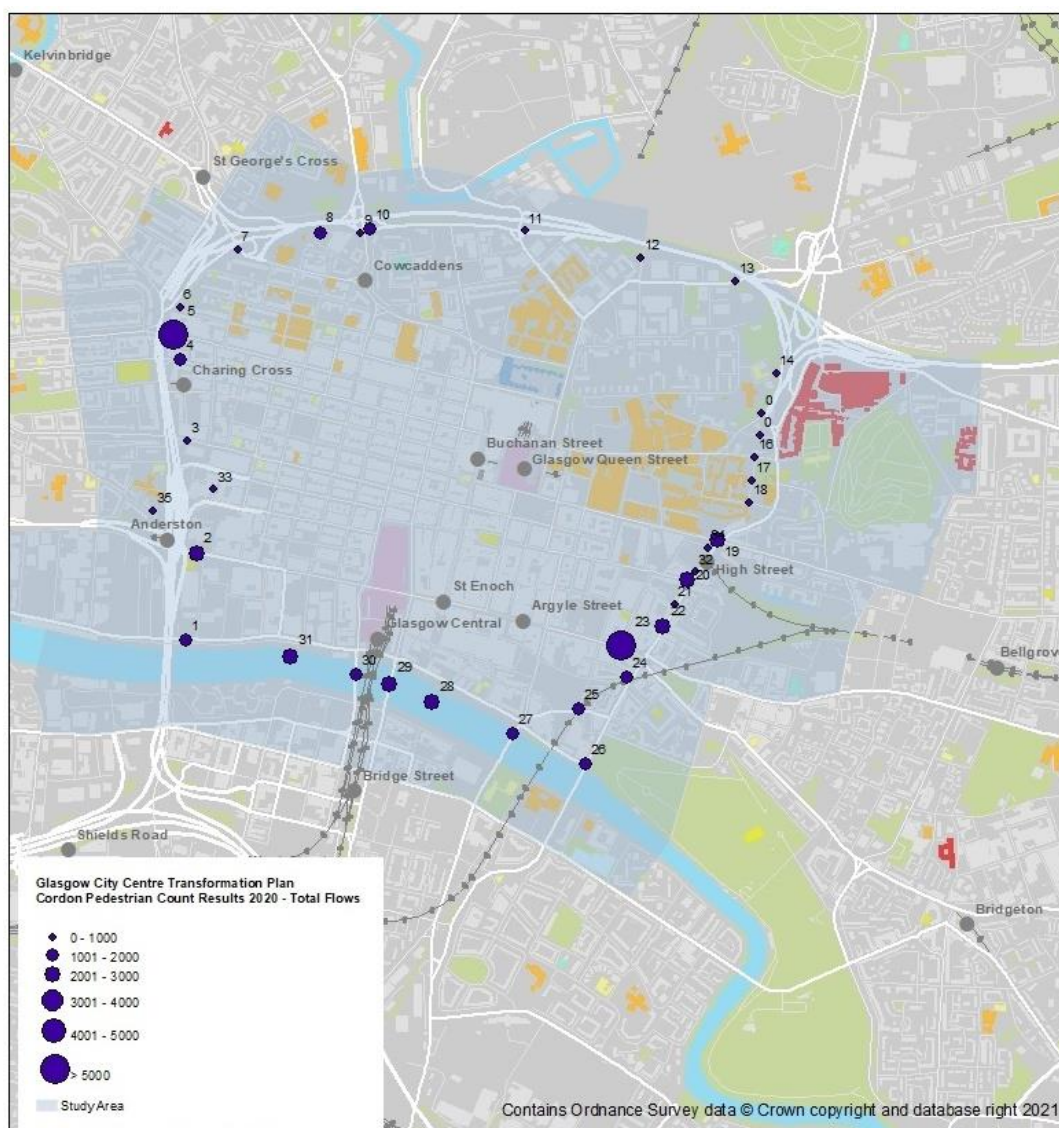 Kelvinbridge
St George's Cross
8
9
10
11
7
12
Cowcaddens
13
6
5
4
Charing Cross
14
0
0
3
Buchanan Street
16
Glasgow Queen Street
17
33
18
35
Anderston
2
19
32
High Street
20
St Enoch
21
Argyle Street
22
23
1
Glasgow Central
31
24
Bellgrov
30
29
28
25
27
26
Bridge Street
Shields Road
Glasgow City Centre Transformation Plan
Cordon Pedestrian Count Results 2020 - Total Flows
0 - 1000
1001 - 2000
2001 - 3000
3001 - 4000
4001 - 5000
> 5000
Study Area
Bridgeton
Contains Ordnance Survey data © Crown copyright and database right 2021